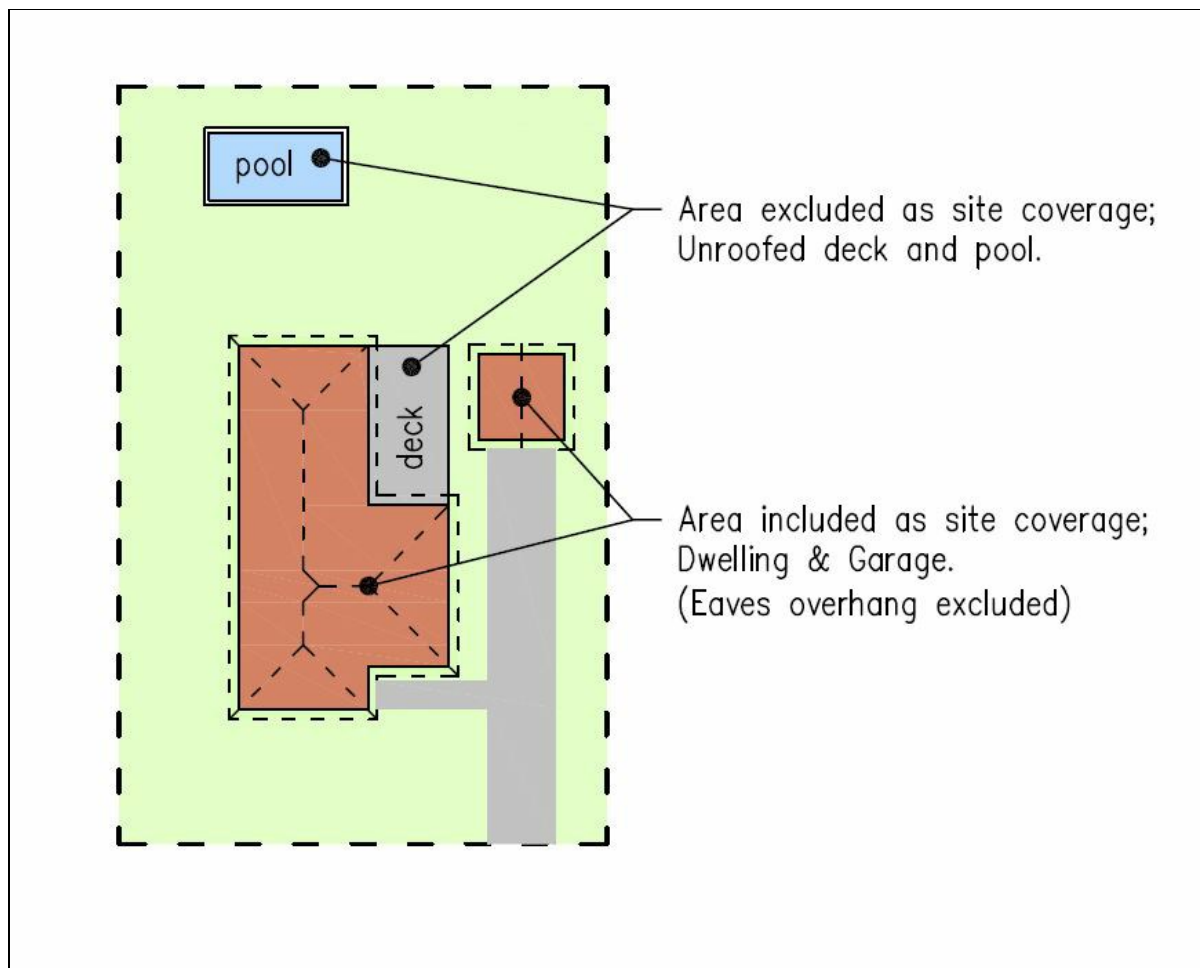 pool
Area excluded as site coverage;
Unroofed deck and pool.
deck
Area included as site coverage;
Dwelling & Garage.
(Eaves overhang excluded)